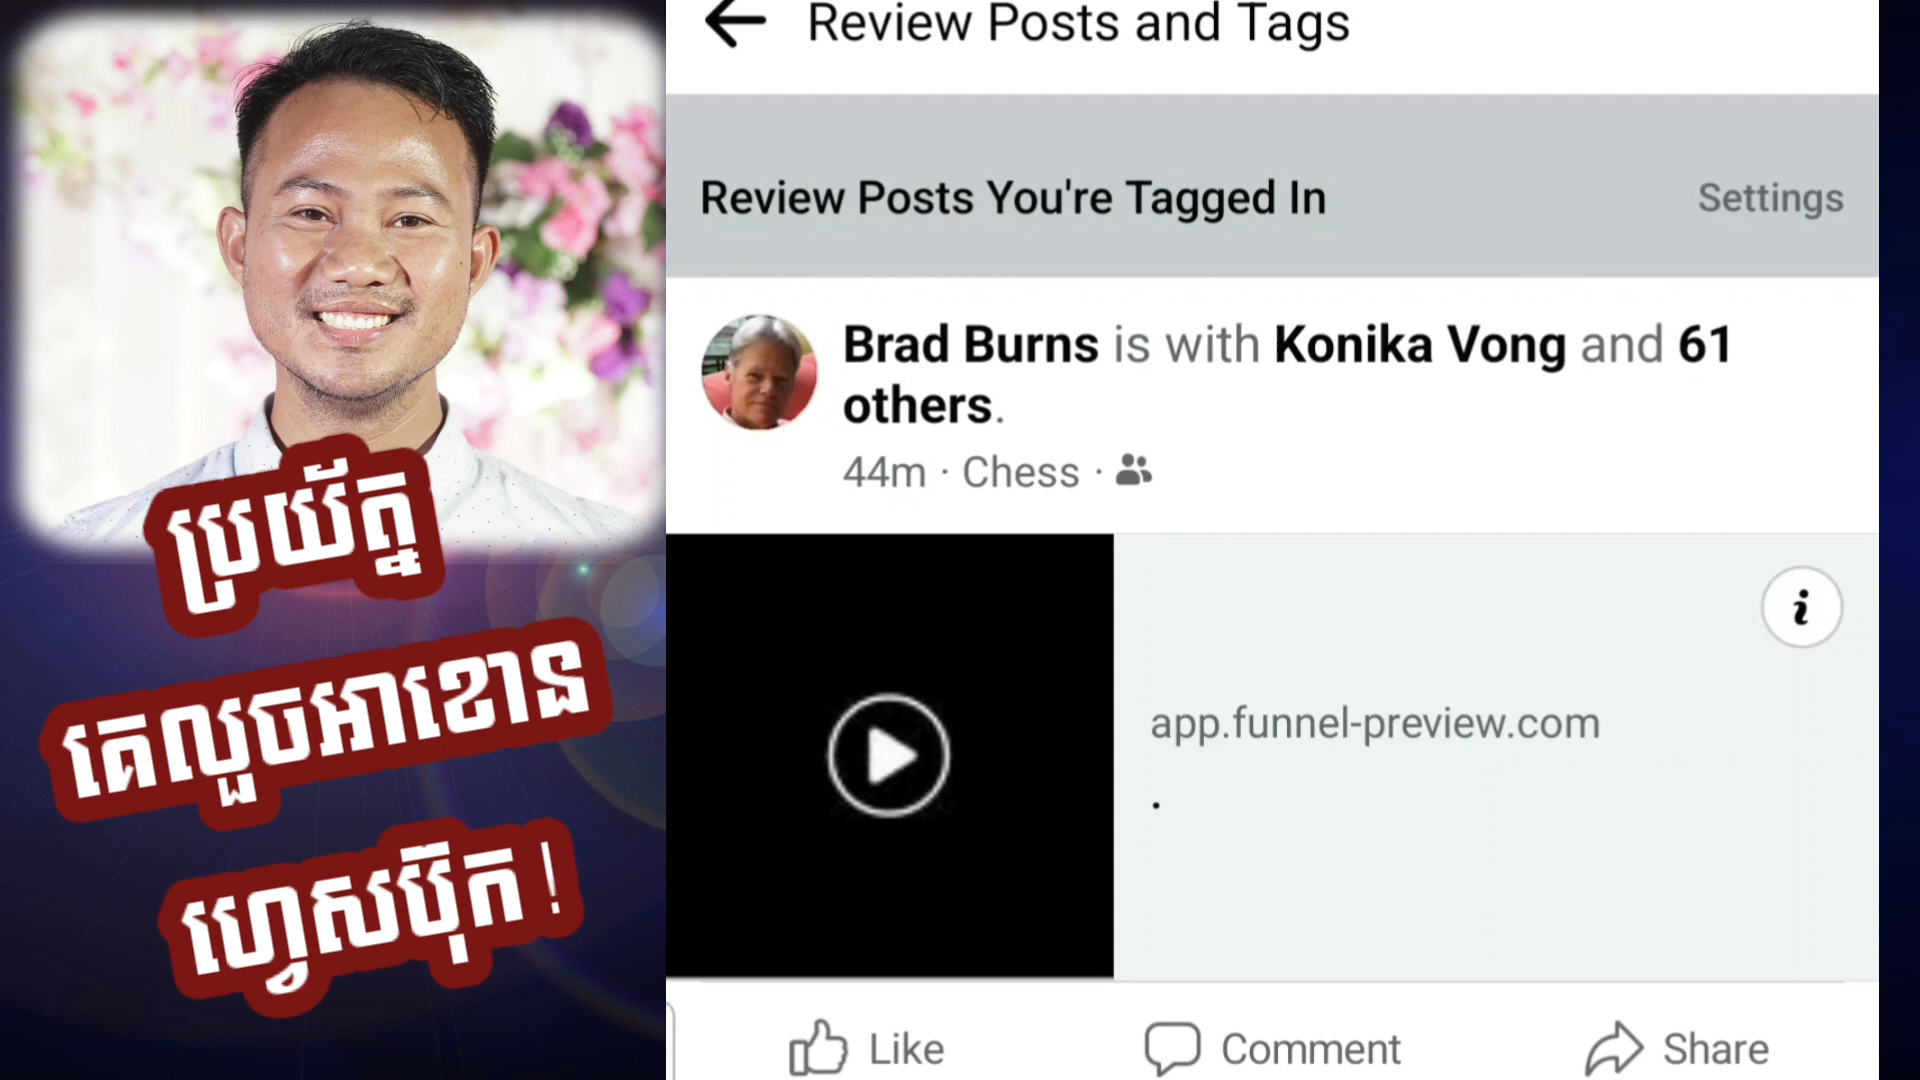 ប្រយ័ត្ន
គេលួចអាខោន
ហ្វេសប៊ុក!
Review Posts and Tags
Review Posts You're Tagged In
Settings
Brad Burns is with Konika Vong and 61
others.
44m · Chess ·
app.funnel-preview.com
.
Like
Comment
Share